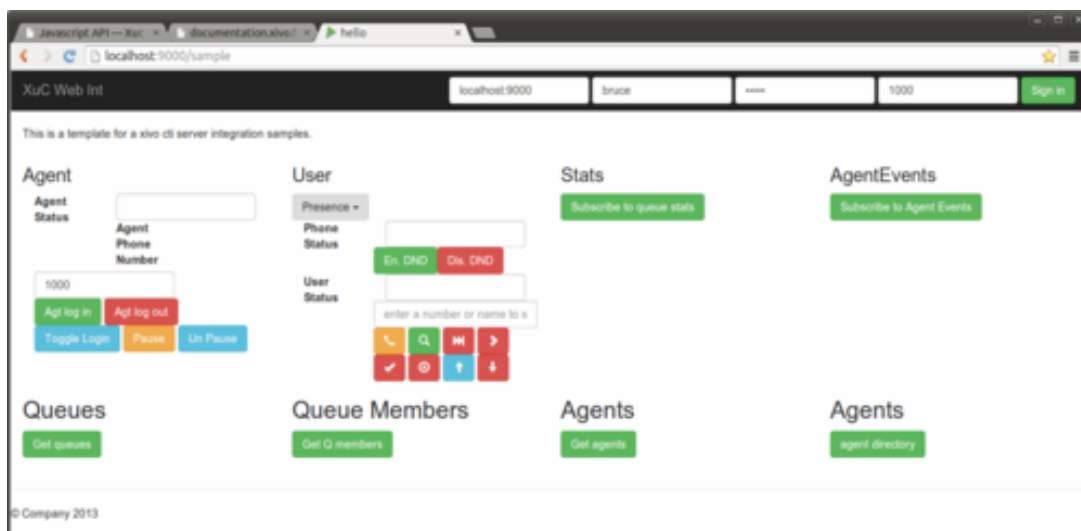 Javascript API — Xuc
documentation.xivo.
hello
localhost:9000/sample
XuC Web Int
localhost:9000
bruce
1000
Sign in
This is a template for a xivo cti server integration samples.
Agent
User
Stats
AgentEvents
Agent
Status
Presence
Subscribe to queue stats
Subscribe to Agent Events
Agent
Phone
Number
Phone
Status
En. DND
Dis. DND
1000
User
Status
Agt log in
Agt log out
enter a number or name to s
Toggle Login
Pause
Un Pause
Queues
Queue Members
Agents
Agents
Get queues
Get Q members
Get agents
agent directory
© Company 2013